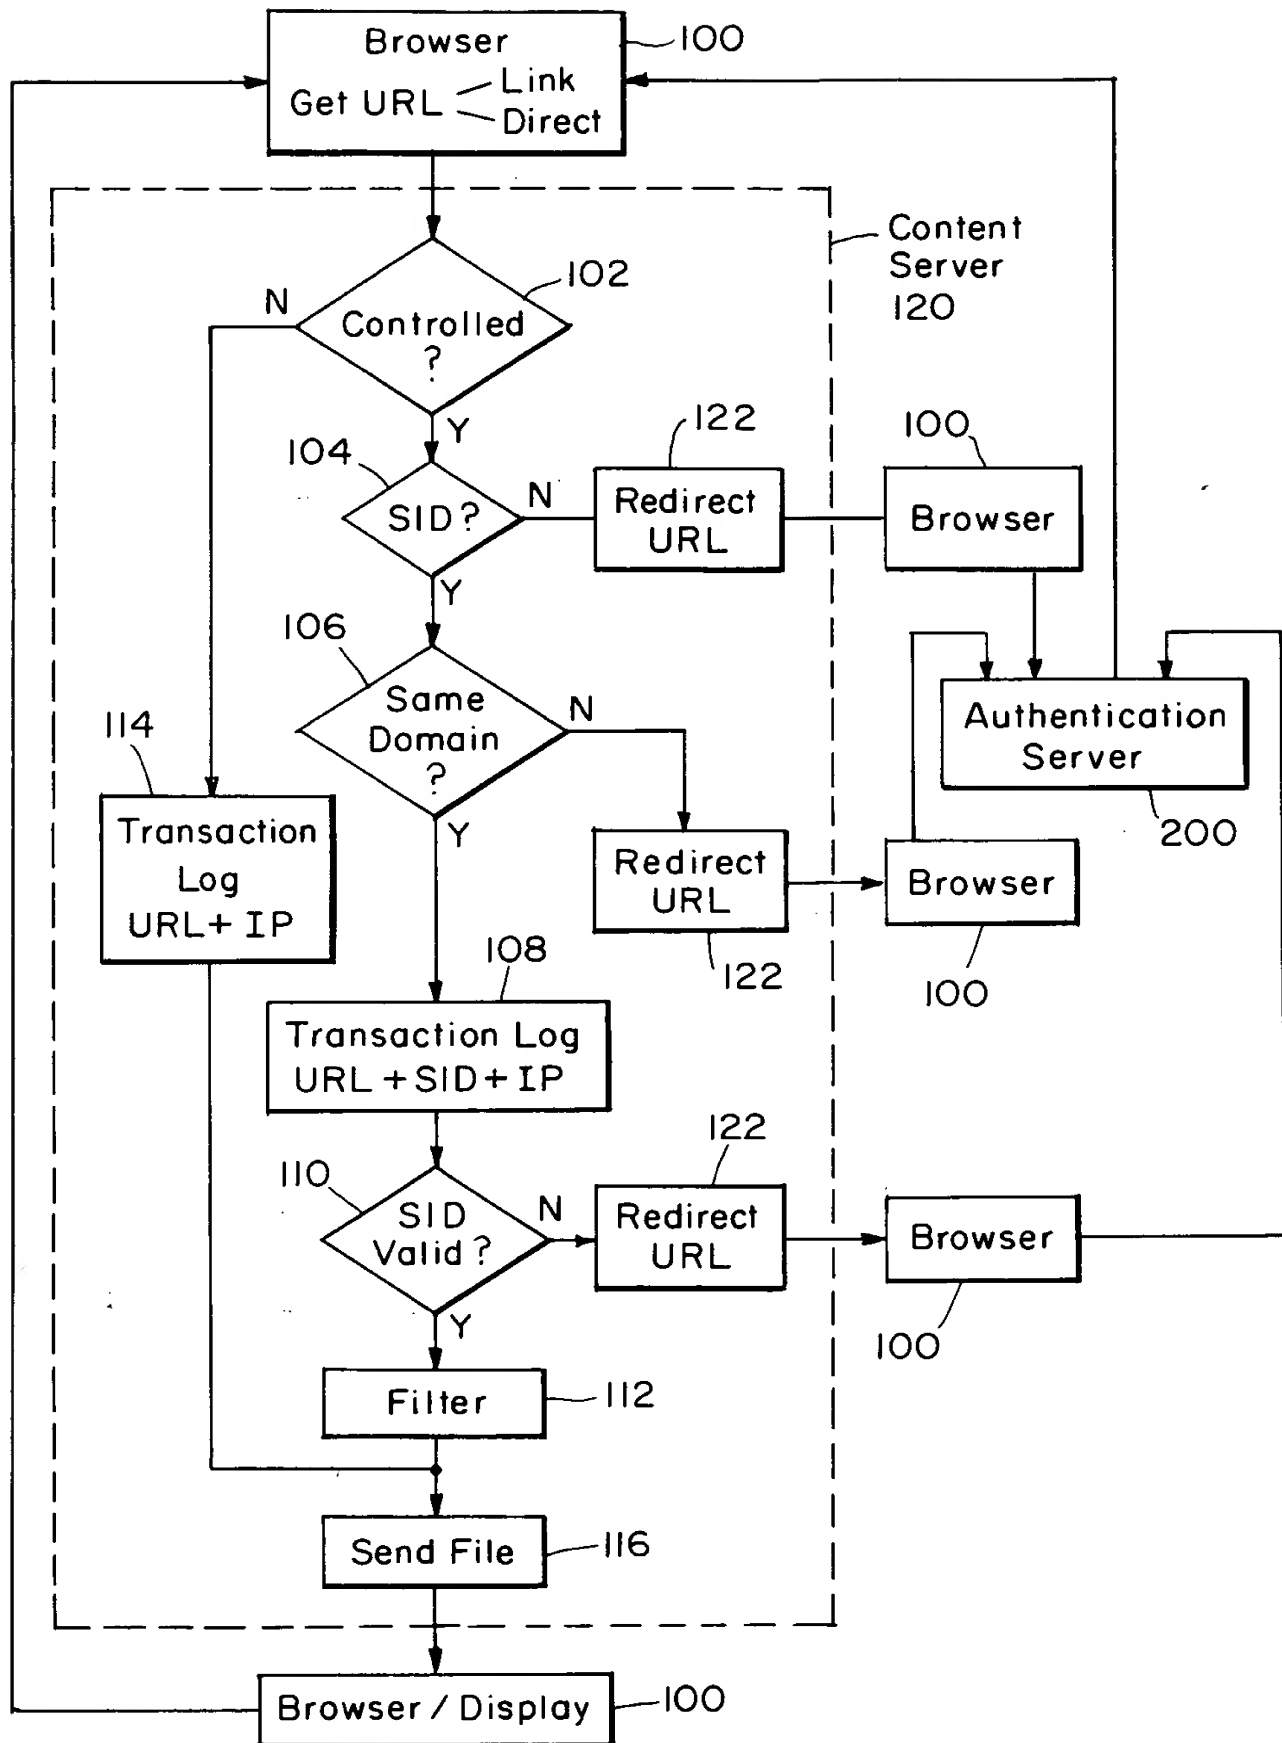 Browser
100
Get URL
Link
Direct
Content
Server
120
102
N
Controlled
?
Y
104
SID?
N
122
Redirect
URL
100
Browser
Y
106
Same
Domain
?
N
Y
Authentication
Server
200
114
Transaction
Log
URL+ IP
Redirect
URL
122
Browser
100
108
Transaction Log
URL+SID+IP
110
SID
Valid?
N
122
Redirect
URL
Browser
100
Y
Filter
112
Send File
116
Browser / Display
100